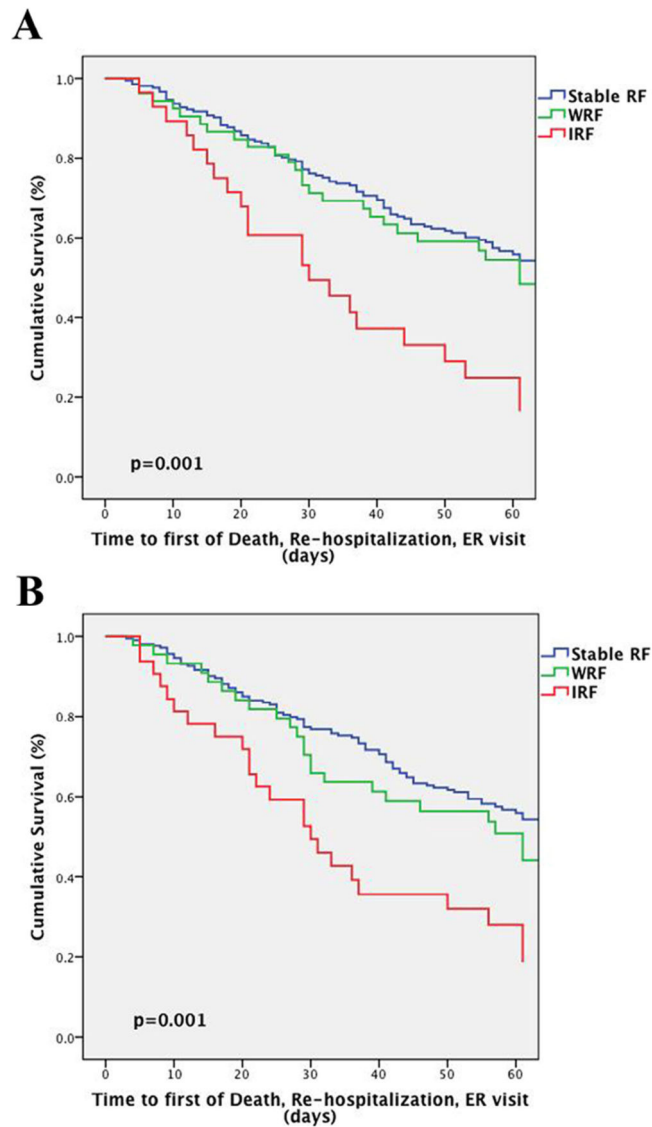 A
Stable RF
WRF
IRF
Cumulative Survival (%)
1.0
0.8
0.6
0.4
0.2
0.0
p=0.001
0 10 20 30 40 50 60
Time to first of Death, Re-hospitalization, ER visit
(days)
B
Stable RF
WRF
IRF
Cumulative Survival (%)
1.0
0.8
0.6
0.4
0.2
0.0
p=0.001
0 10 20 30 40 50 60
Time to first of Death, Re-hospitalization, ER visit
(days)